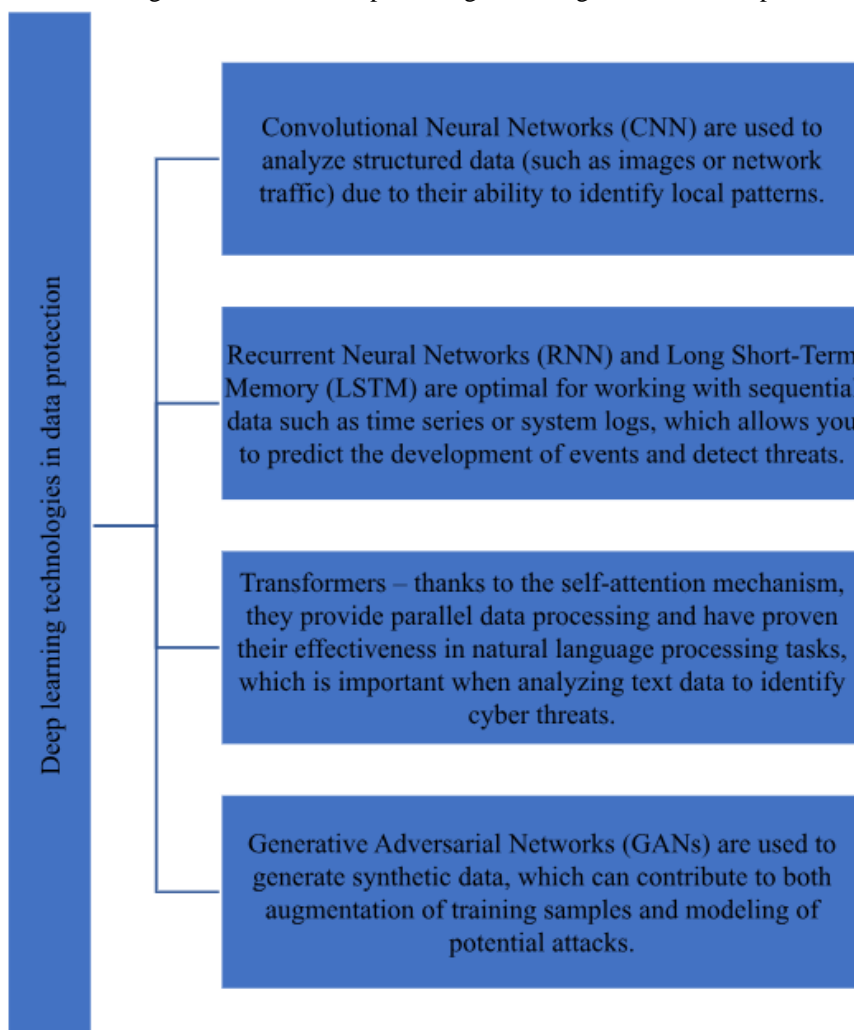 Deep learning technologies in data protection
Convolutional Neural Networks (CNN) are used to
analyze structured data (such as images or network
traffic) due to their ability to identify local patterns.
Recurrent Neural Networks (RNN) and Long Short-Term
Memory (LSTM) are optimal for working with sequential
data such as time series or system logs, which allows you
to predict the development of events and detect threats.
Transformers – thanks to the self-attention mechanism,
they provide parallel data processing and have proven
their effectiveness in natural language processing tasks,
which is important when analyzing text data to identify
cyber threats.
Generative Adversarial Networks (GANs) are used to
generate synthetic data, which can contribute to both
augmentation of training samples and modeling of
potential attacks.